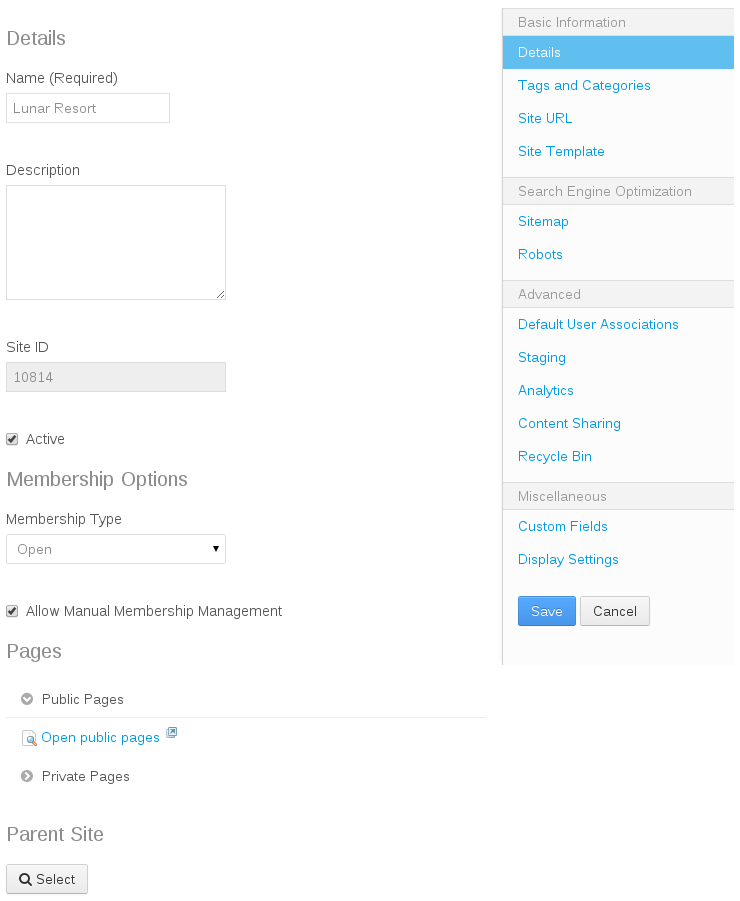 Details
Name (Required)
Lunar Resort
Description
Site ID
10814
Active
Membership Options
Membership Type
Open
Allow Manual Membership Management
Pages
Public Pages
Open public pages
Private Pages
Parent Site
Select
Basic Information
Details
Tags and Categories
Site URL
Site Template
Search Engine Optimization
Sitemap
Robots
Advanced
Default User Associations
Staging
Analytics
Content Sharing
Recycle Bin
Miscellaneous
Custom Fields
Display Settings
Save Cancel